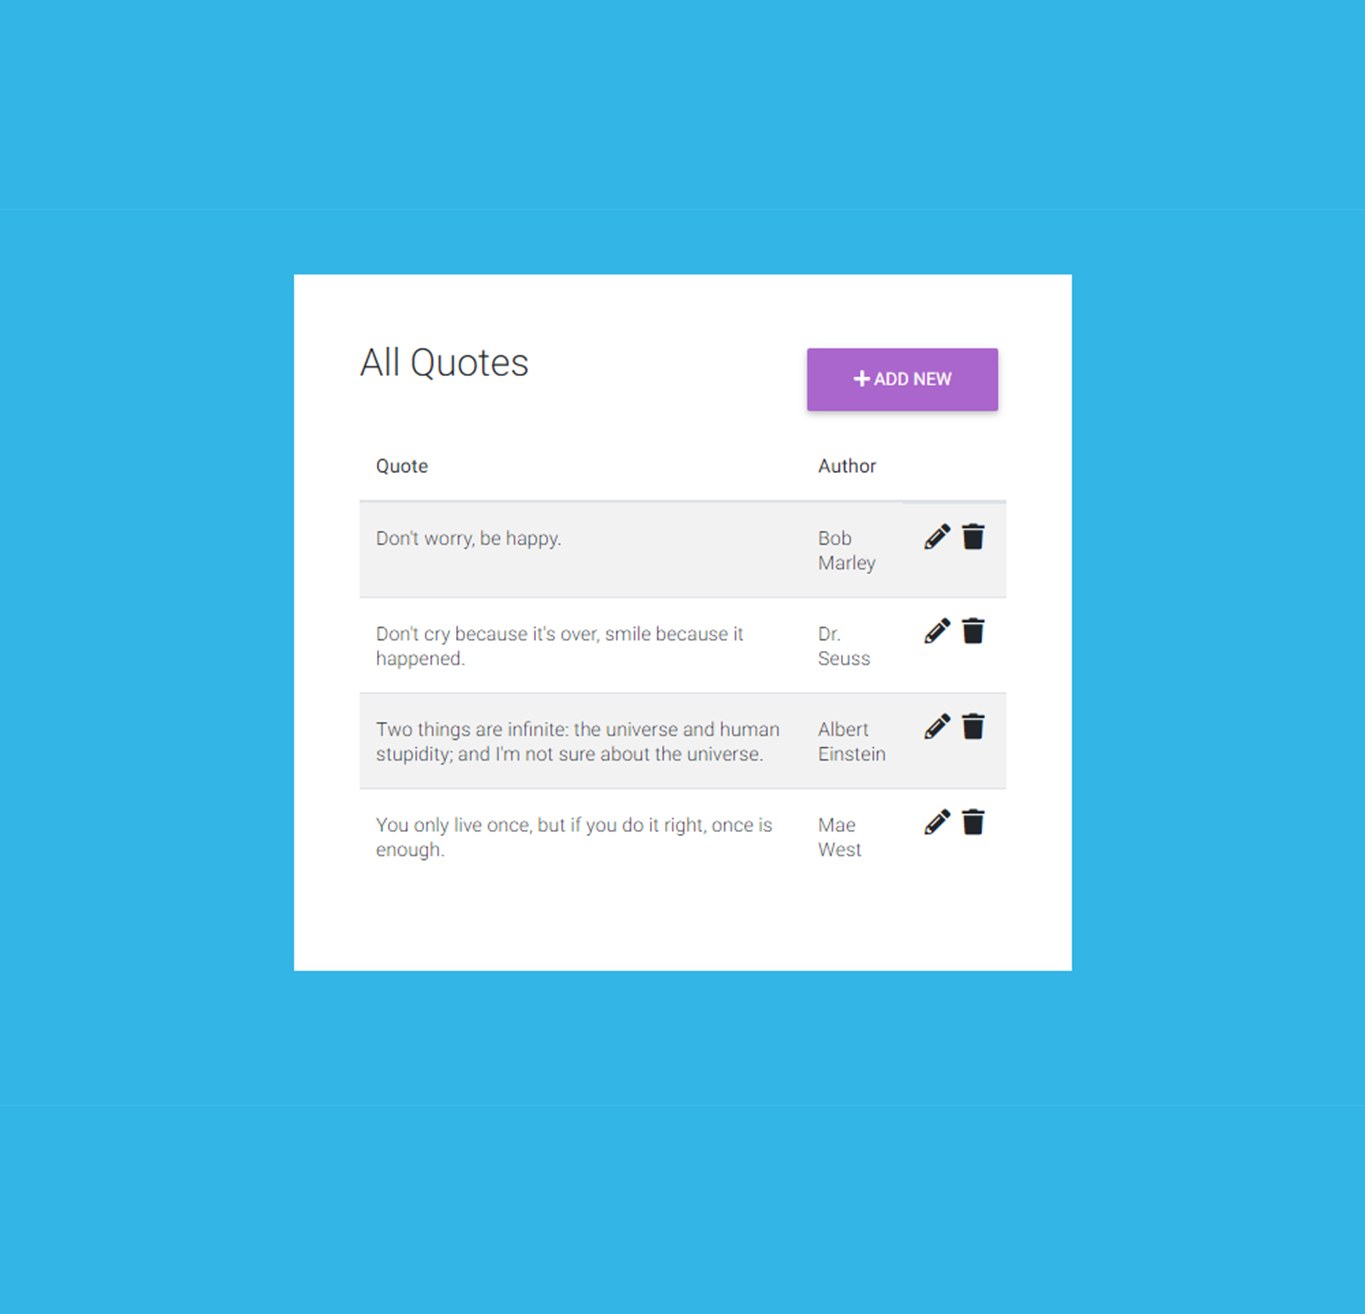 All Quotes
ADD NEW
Quote Author
Don't worry, be happy. Bob
Marley
Don't cry because it's over, smile because it Dr.
happened. Seuss
Two things are infinite: the universe and human Albert
stupidity; and I'm not sure about the universe. Einstein
You only live once, but if you do it right, once is Mae
enough. West